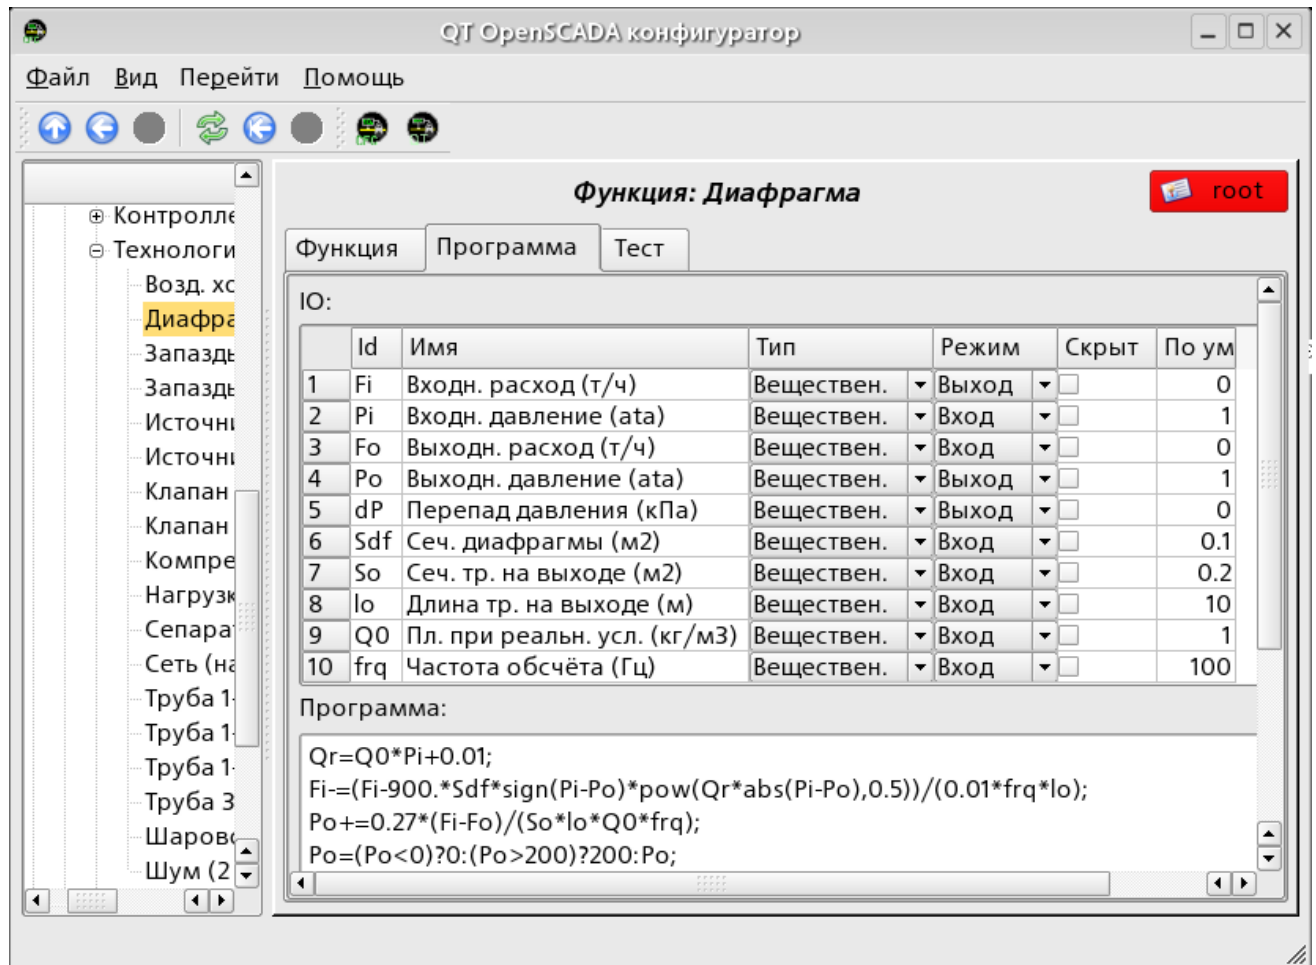 QT OpenSCADA конфигуратор
Файл Вид Перейти Помощь
Контролле
Технологи
Возд. хс
Диафра
Запаздь
Запаздь
Источни
Источни
Клапан
Клапан
Компре
Нагрузк
Сепара
Сеть (на
Труба 1-
Труба 1-
Труба 1-
Труба 3
Шарово
Шум (2
Функция: Диафрагма
root
Функция Программа Тест
IO:
Id Имя Тип Режим Скрыт По ум
1 Fi Входн. расход (т/ч) Веществен. Выход 0
2 Pi Входн. давление (ata) Веществен. Вход 1
3 Fo Выходн. расход (т/ч) Веществен. Вход 0
4 Po Выходн. давление (ata) Веществен. Выход 1
5 dP Перепад давления (кПа) Веществен. Выход 0
6 Sdf Сеч. диафрагмы (м2) Веществен. Вход 0.1
7 So Сеч. тр. на выходе (м2) Веществен. Вход 0.2
8 lo Длина тр. на выходе (м) Веществен. Вход 10
9 Q0 Пл. при реальн. усл. (кг/м3) Веществен. Вход 1
10 frq Частота обсчёта (Гц) Веществен. Вход 100
Программа:
Qr=Q0*Pi+0.01;
Fi-=(Fi-900.*Sdf*sign(Pi-Po)*pow(Qr*abs(Pi-Po),0.5))/(0.01*frq*lo);
Po+=0.27*(Fi-Fo)/(So*lo*Q0*frq);
Po=(Po<0)?0:(Po>200)?200:Po;